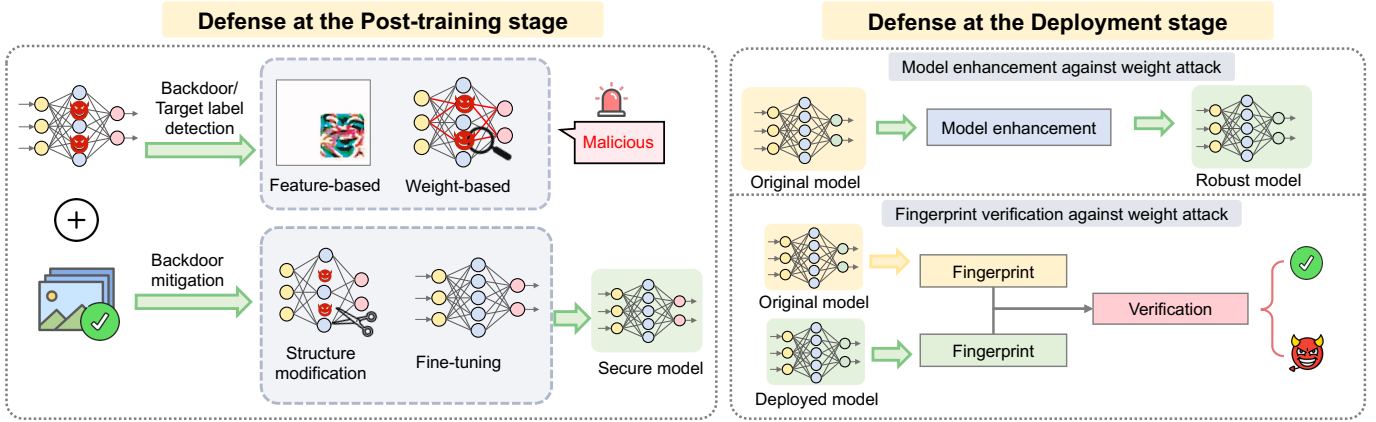 Defense at the Post-training stage
Backdoor/
Target label
detection
Feature-based
Weight-based
Malicious
Backdoor
mitigation
Structure
modification
Fine-tuning
Secure model
Defense at the Deployment stage
Model enhancement against weight attack
Original model
Model enhancement
Robust model
Fingerprint verification against weight attack
Original model
Fingerprint
Verification
Deployed model
Fingerprint